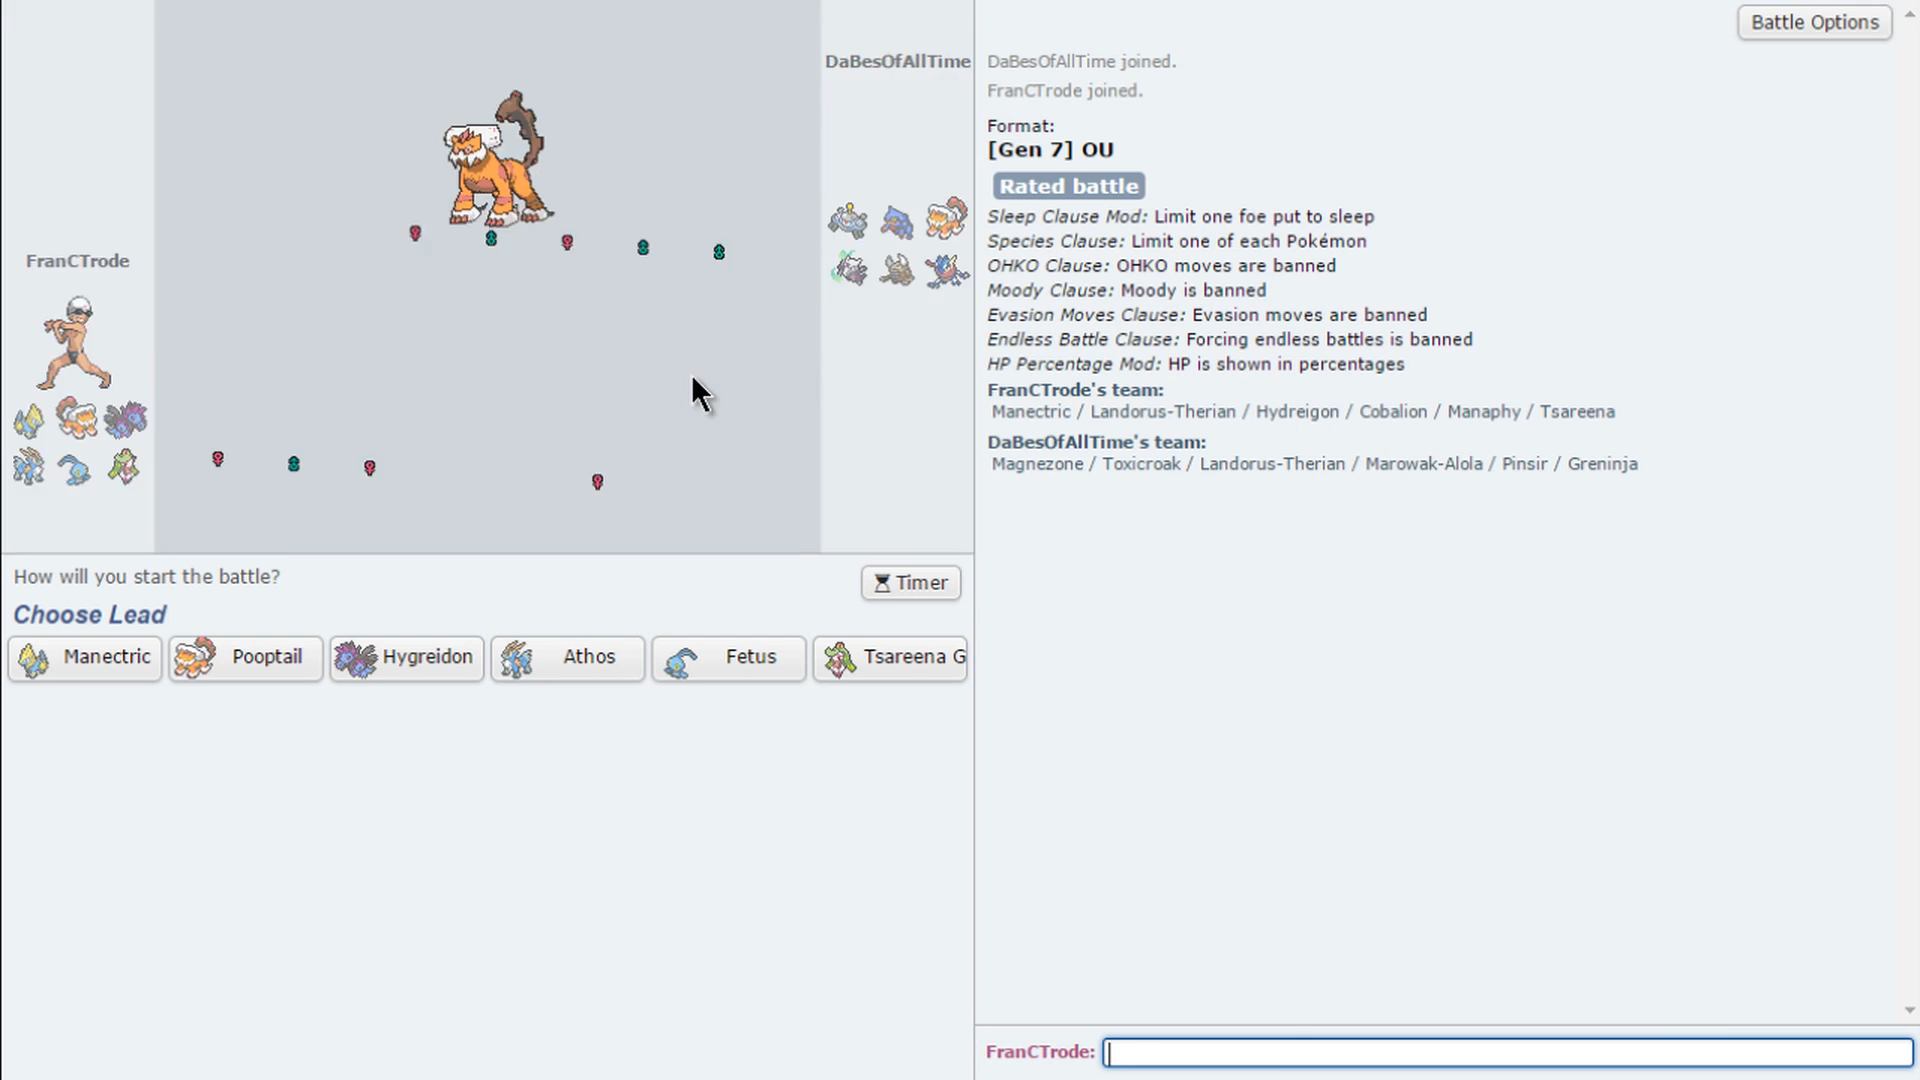 Battle Options
DaBesOfAllTime
DaBesOfAllTime joined.
FranCTrode joined.
Format:
[Gen 7] OU
Rated battle
Sleep Clause Mod: Limit one foe put to sleep
Species Clause: Limit one of each Pokémon
OHKO Clause: OHKO moves are banned
Moody Clause: Moody is banned
Evasion Moves Clause: Evasion moves are banned
Endless Battle Clause: Forcing endless battles is banned
HP Percentage Mod: HP is shown in percentages
FranCTrode's team:
Manectric / Landorus-Therian / Hydreigon / Cobalion / Manaphy / Tsareena
DaBesOfAllTime's team:
Magnezone / Toxicroak / Landorus-Therian / Marowak-Alola / Pinsir / Greninja
FranCTrode
How will you start the battle?
Timer
Choose Lead
Manectric Pooptail Hygreidon Athos Fetus Tsareena G
FranCTrode: